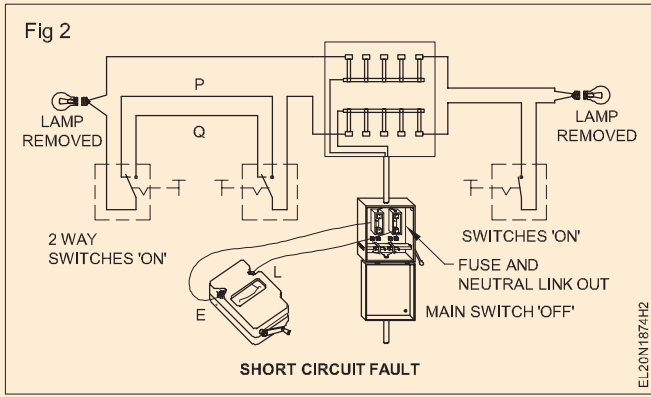 Fig 2
P
Q
LAMP
REMOVED
LAMP
REMOVED
2 WAY
SWITCHES 'ON'
SWITCHES 'ON'
FUSE AND
NEUTRAL LINK OUT
L
E
MAIN SWITCH 'OFF'
SHORT CIRCUIT FAULT
EL20N1874H2